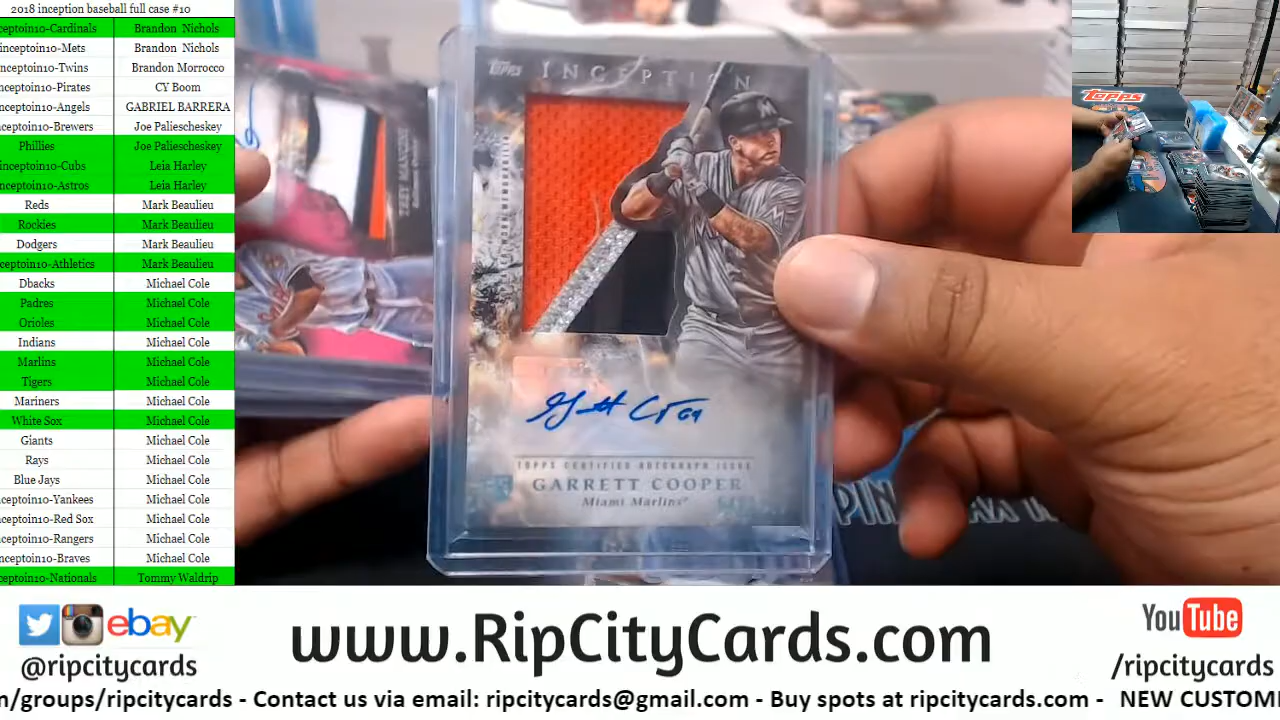 2018 inception baseball full case #10
ceptoin10-Cardinals Brandon Nichols
inceptoin10-Mets Brandon Nichols
nceptoin10-Twins Brandon Morrocco
nceptoin10-Pirates CY Boom
nceptoin10-Angels GABRIEL BARRERA
ceptoin10-Brewers Joe Paliescheskey
Phillies Joe Paliescheskey
inceptoin10-Cubs Leia Harley
nceptoin10-Astros Leia Harley
Reds Mark Beaulieu
Rockies Mark Beaulieu
Dodgers Mark Beaulieu
ceptoin10-Athletics Mark Beaulieu
Dbacks Michael Cole
Padres Michael Cole
Orioles Michael Cole
Indians Michael Cole
Marlins Michael Cole
Tigers Michael Cole
Mariners Michael Cole
White Sox Michael Cole
Giants Michael Cole
Rays Michael Cole
Blue Jays Michael Cole
nceptoin10-Yankees Michael Cole
nceptoin10-Red Sox Michael Cole
nceptoin10-Rangers Michael Cole
nceptoin10-Braves Michael Cole
nceptoin10-Nationals Tommy Waldrip
TOPPS INCEPTION
TREY MANCINI
TOPPS CERTIFIED AUTOGRAPH ISSUE
GARRETT COOPER
Miami Marlins
TOPPS
ebay
@ripcitycards
www.RipCityCards.com
YouTube
/ripcitycards
n/groups/ripcitycards - Contact us via email: ripcitycards@gmail.com - Buy spots at ripcitycards.com - NEW CUSTOM